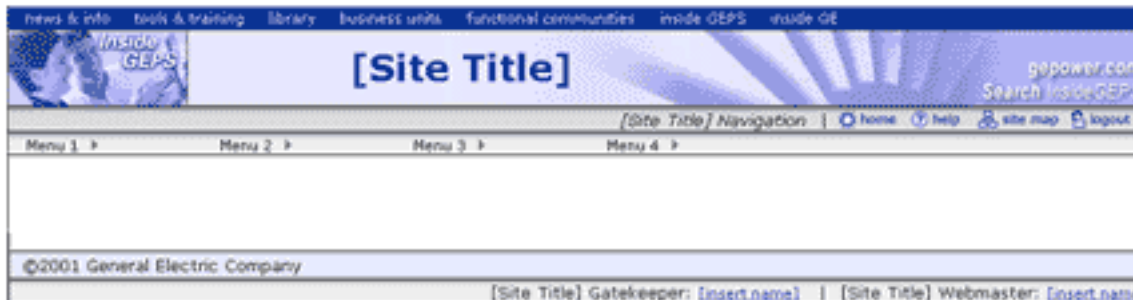 news & info tools & training library business units functional communities inside GEPS inside GE
Inside
GEPS
[Site Title]
gepower.com
Search InsideGEP
[Site Title] Navigation | home help site map logout
Menu 1 Menu 2 Menu 3 Menu 4
©2001 General Electric Company
[Site Title] Gatekeeper: [insert name] | [Site Title] Webmaster: [insert name